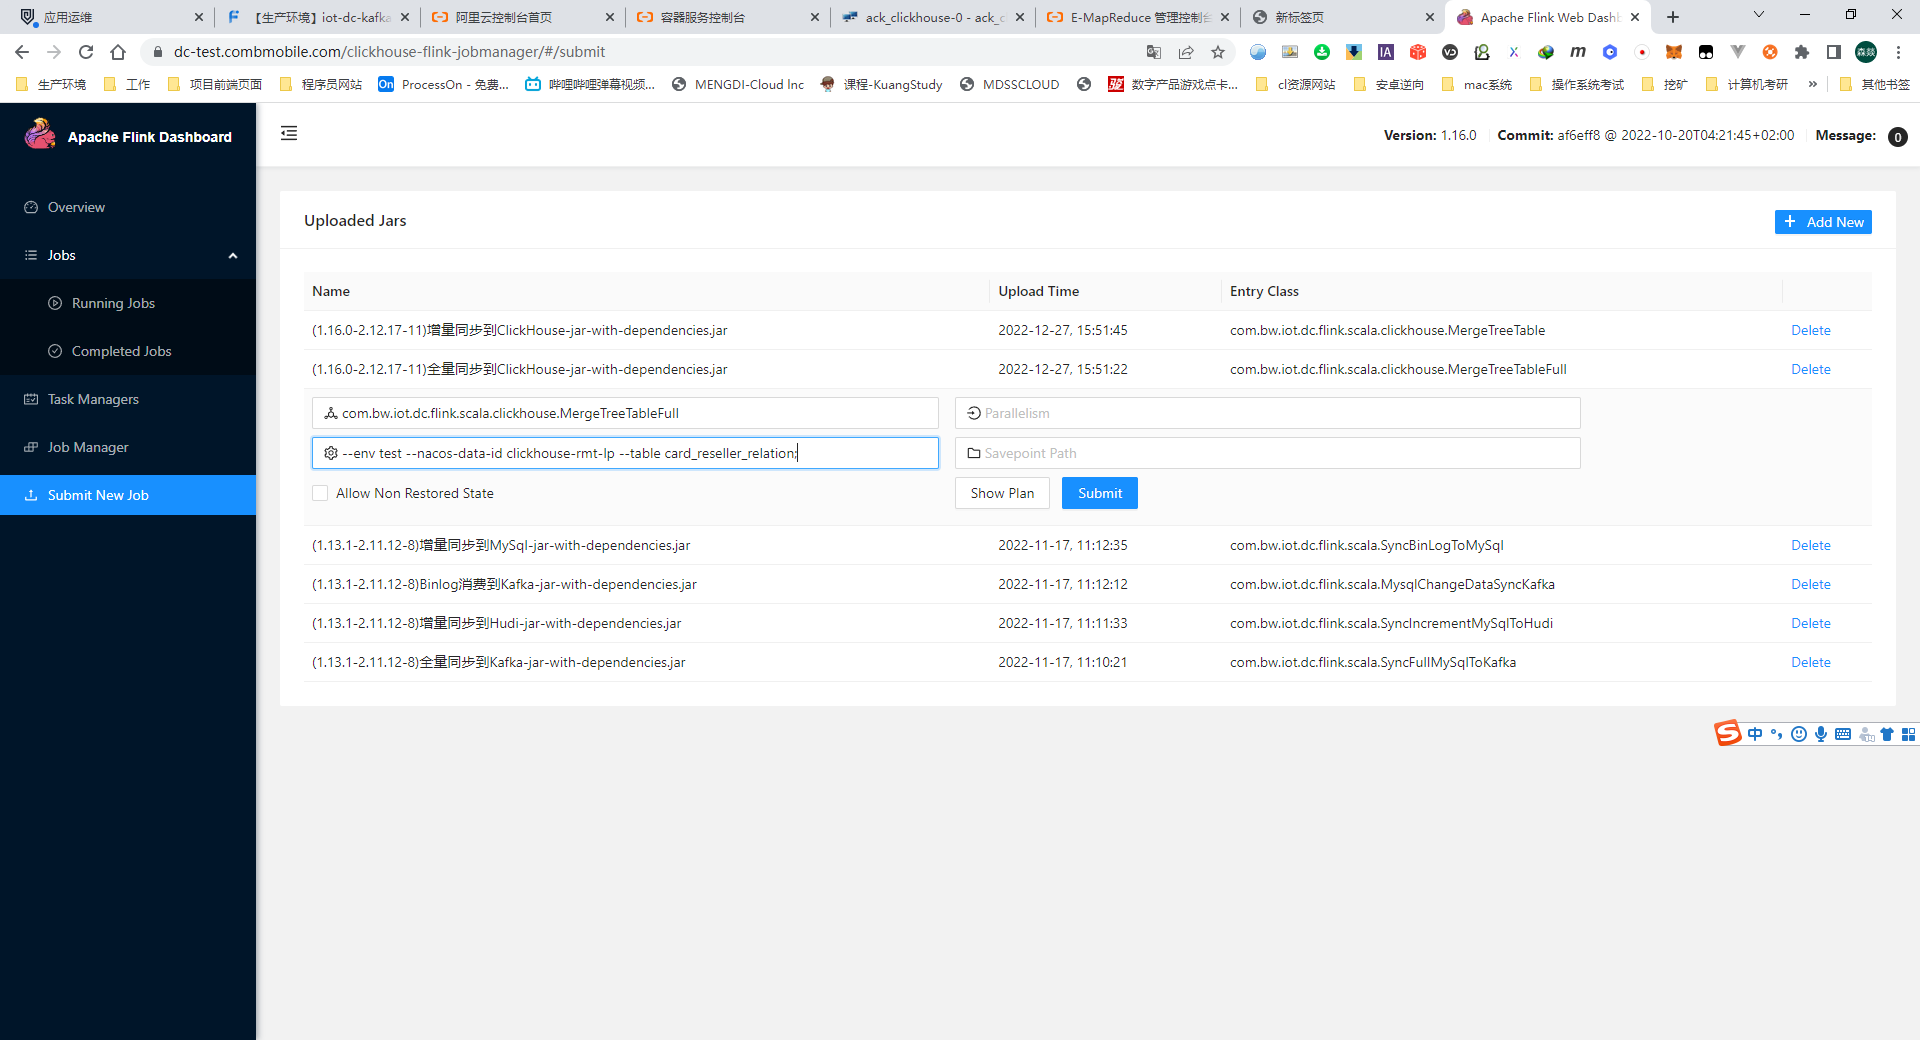 应用运维
【生产环境】iot-dc-kafka
阿里云控制台首页
容器服务控制台
ack_clickhouse-0 - ack_c
E-MapReduce 管理控制台
新标签页
Apache Flink Web Dashb
dc-test.combmobile.com/clickhouse-flink-jobmanager/#/submit
生产环境
工作
项目前端页面
程序员网站
On ProcessOn - 免费...
哔哩哔哩弹幕视频...
MENGDI-Cloud Inc
课程-KuangStudy
MDSSCLOUD
数字产品游戏点卡...
cl资源网站
安卓逆向
mac系统
操作系统考试
挖矿
计算机考研
»
其他书签
Apache Flink Dashboard
Version: 1.16.0 Commit: af6eff8 @ 2022-10-20T04:21:45+02:00 Message: 0
Overview
Jobs
Running Jobs
Completed Jobs
Task Managers
Job Manager
Submit New Job
Uploaded Jars
+ Add New
Name Upload Time Entry Class
(1.16.0-2.12.17-11)增量同步到ClickHouse-jar-with-dependencies.jar 2022-12-27, 15:51:45 com.bw.iot.dc.flink.scala.clickhouse.MergeTreeTable Delete
(1.16.0-2.12.17-11)全量同步到ClickHouse-jar-with-dependencies.jar 2022-12-27, 15:51:22 com.bw.iot.dc.flink.scala.clickhouse.MergeTreeTableFull Delete
com.bw.iot.dc.flink.scala.clickhouse.MergeTreeTableFull Parallelism
--env test --nacos-data-id clickhouse-rmt-lp --table card_reseller_relation; Savepoint Path
Allow Non Restored State Show Plan Submit
(1.13.1-2.11.12-8)增量同步到MySql-jar-with-dependencies.jar 2022-11-17, 11:12:35 com.bw.iot.dc.flink.scala.SyncBinLogToMySql Delete
(1.13.1-2.11.12-8)Binlog消费到Kafka-jar-with-dependencies.jar 2022-11-17, 11:12:12 com.bw.iot.dc.flink.scala.MysqlChangeDataSyncKafka Delete
(1.13.1-2.11.12-8)增量同步到Hudi-jar-with-dependencies.jar 2022-11-17, 11:11:33 com.bw.iot.dc.flink.scala.SyncIncrementMySqlToHudi Delete
(1.13.1-2.11.12-8)全量同步到Kafka-jar-with-dependencies.jar 2022-11-17, 11:10:21 com.bw.iot.dc.flink.scala.SyncFullMySqlToKafka Delete
中